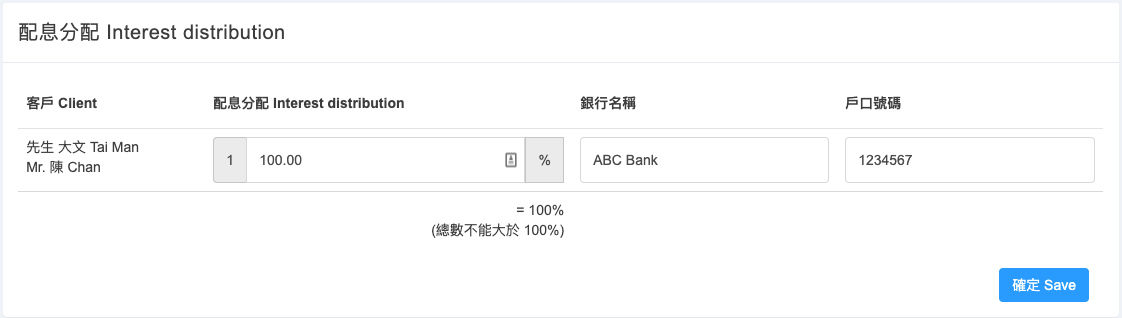 配息分配 Interest distribution
客戶 Client 配息分配 Interest distribution 銀行名稱 戶口號碼
先生 大文 Tai Man
Mr. 陳 Chan
1 100.00 % ABC Bank 1234567
= 100%
(總數不能大於 100%)
確定 Save